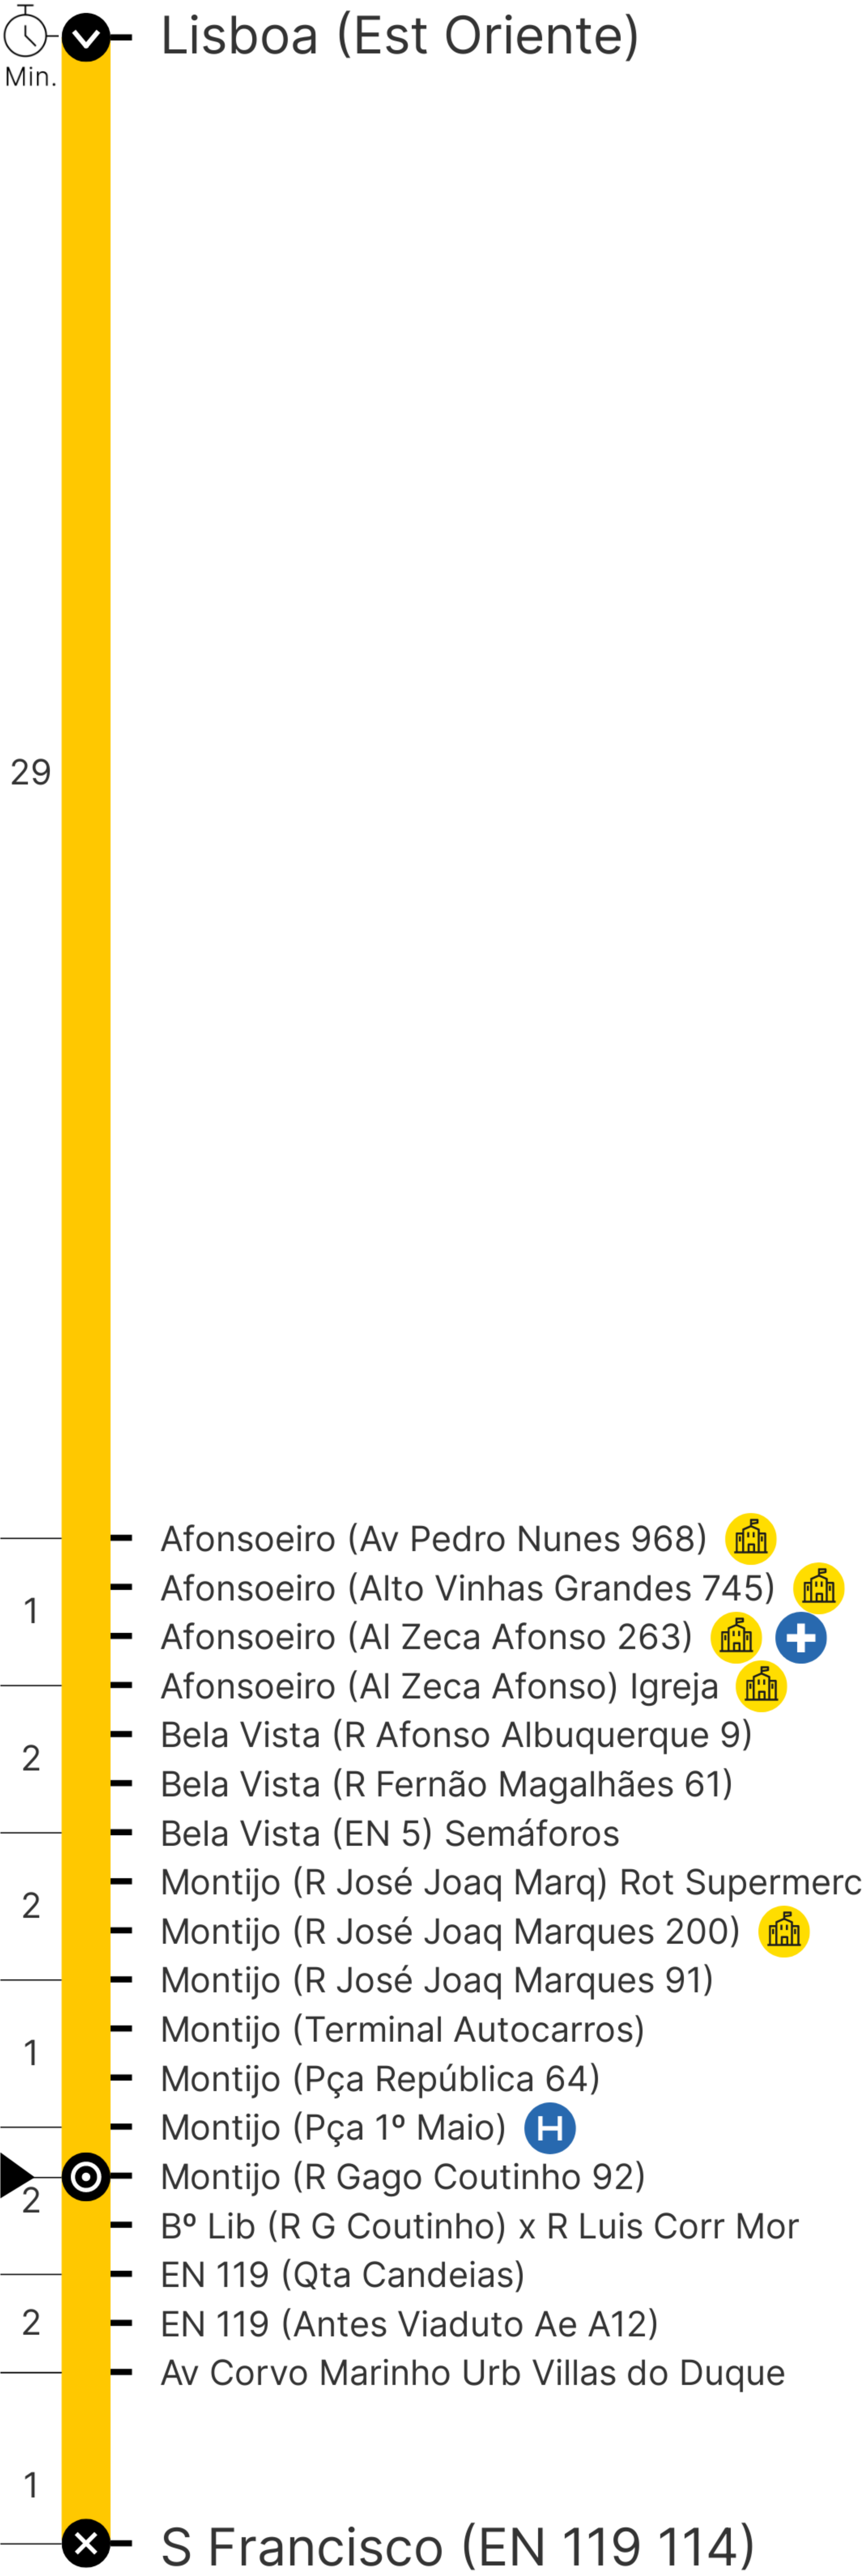 Lisboa (Est Oriente)
Min.
29
Afonsoeiro (Av Pedro Nunes 968)
Afonsoeiro (Alto Vinhas Grandes 745)
1
Afonsoeiro (Al Zeca Afonso 263)
Afonsoeiro (Al Zeca Afonso) Igreja
Bela Vista (R Afonso Albuquerque 9)
2
Bela Vista (R Fernão Magalhães 61)
Bela Vista (EN 5) Semáforos
Montijo (R José Joaq Marq) Rot Supermerc
2
Montijo (R José Joaq Marques 200)
Montijo (R José Joaq Marques 91)
Montijo (Terminal Autocarros)
1
Montijo (Pça República 64)
Montijo (Pça 1º Maio) H
Montijo (R Gago Coutinho 92)
2
Bº Lib (R G Coutinho) x R Luis Corr Mor
EN 119 (Qta Candeias)
2
EN 119 (Antes Viaduto Ae A12)
Av Corvo Marinho Urb Villas do Duque
1
S Francisco (EN 119 114)